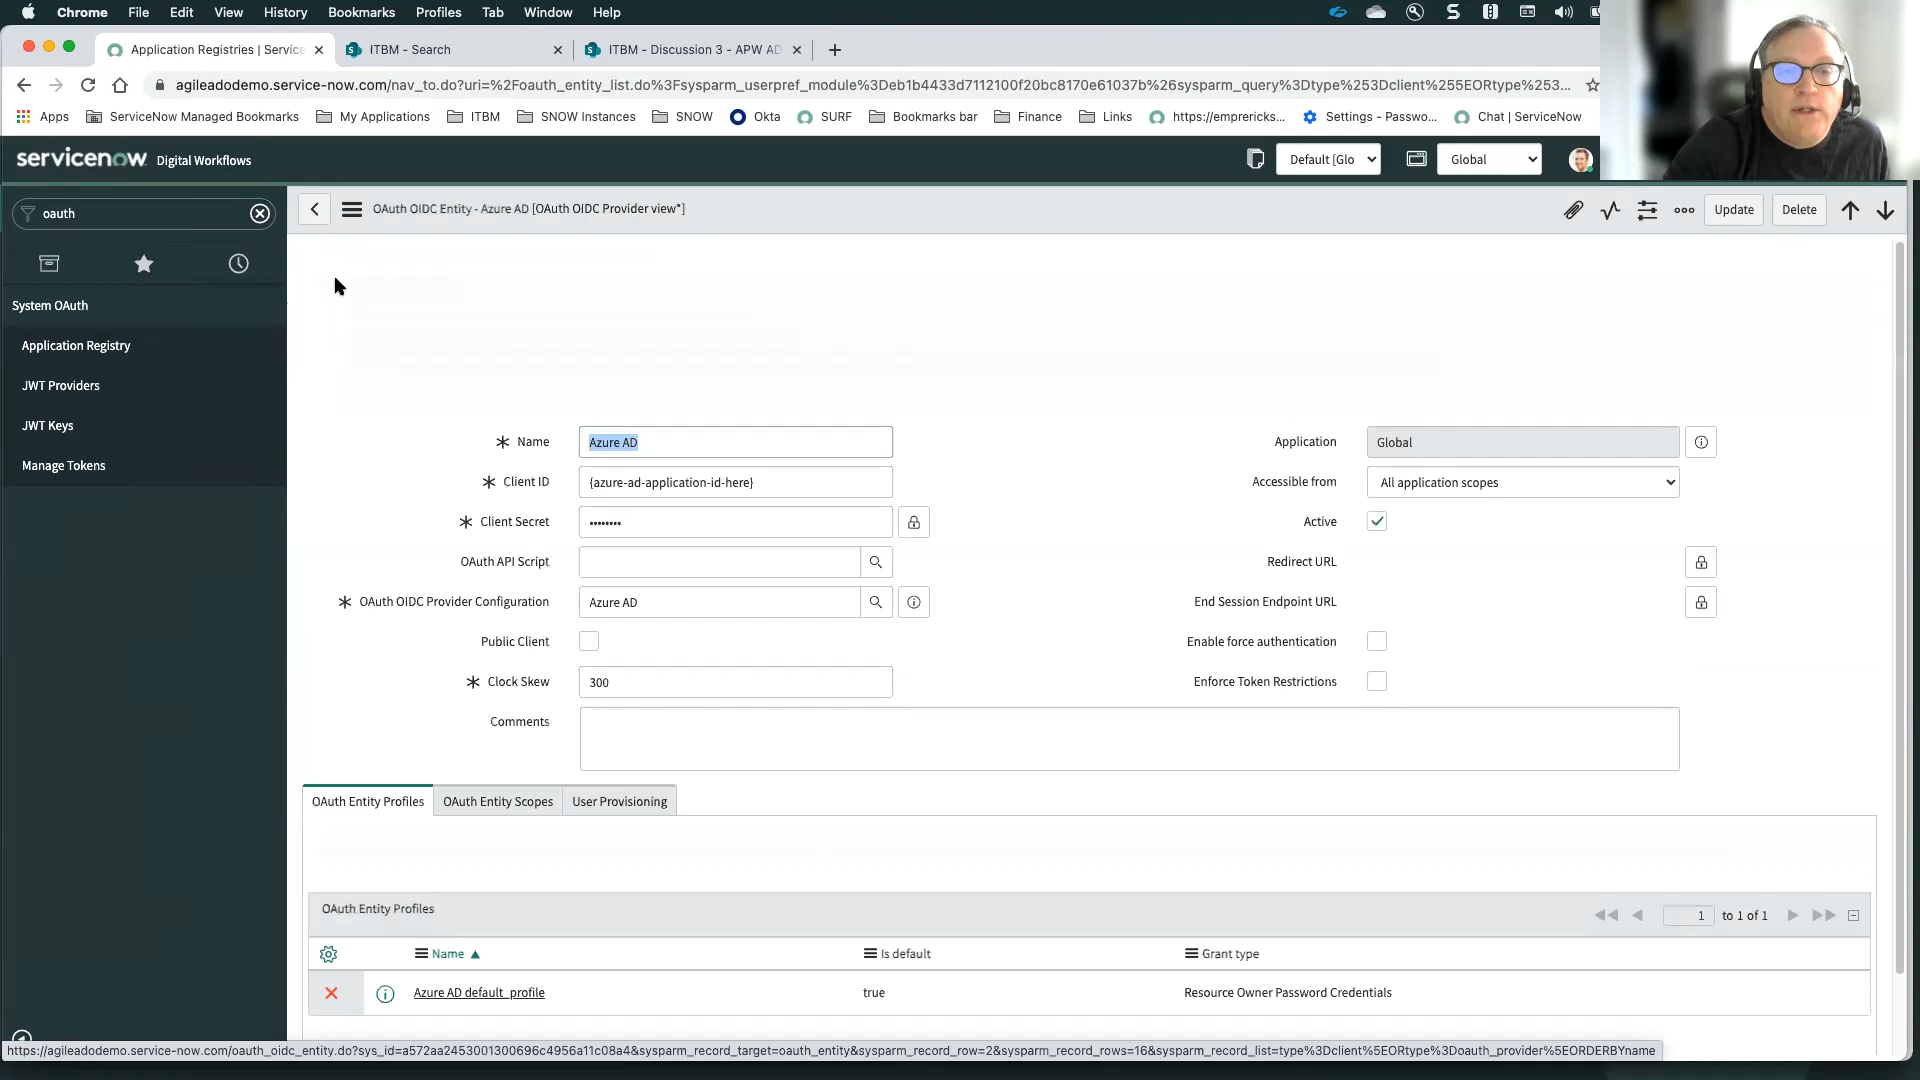 Chrome File Edit View History Bookmarks Profiles Tab Window Help
Application Registries | Service
ITBM - Search
ITBM - Discussion 3 - APW AD
agileadodemo.service-now.com/nav_to.do?uri=%2Foauth_entity_list.do%3Fsysparm_userpref_module%3Deb1b4433d7112100f20bc8170e61037b%26sysparm_query%3Dtype%253Dclient%255EORtype%253...
Apps ServiceNow Managed Bookmarks My Applications ITBM SNOW Instances SNOW Okta SURF Bookmarks bar Finance Links https://emprericks... Settings - Passwo... Chat | ServiceNow
servicenow Digital Workflows Default [Glo Global
oauth
System OAuth
Application Registry
JWT Providers
JWT Keys
Manage Tokens
OAuth OIDC Entity - Azure AD [OAuth OIDC Provider view*] Update Delete
Name Azure AD Application Global
Client ID {azure-ad-application-id-here} Accessible from All application scopes
Client Secret •••••••• Active
OAuth API Script Redirect URL
OAuth OIDC Provider Configuration Azure AD End Session Endpoint URL
Public Client Enable force authentication
Clock Skew 300 Enforce Token Restrictions
Comments
OAuth Entity Profiles OAuth Entity Scopes User Provisioning
OAuth Entity Profiles 1 to 1 of 1
Name Is default Grant type
Azure AD default_profile true Resource Owner Password Credentials
https://agileadodemo.service-now.com/oauth_oidc_entity.do?sys_id=a572aa2453001300696c4956a11c08a4&sysparm_record_target=oauth_entity&sysparm_record_row=2&sysparm_record_rows=16&sysparm_record_list=type%3Dclient%5EORtype%3Doauth_provider%5EORDERBYname